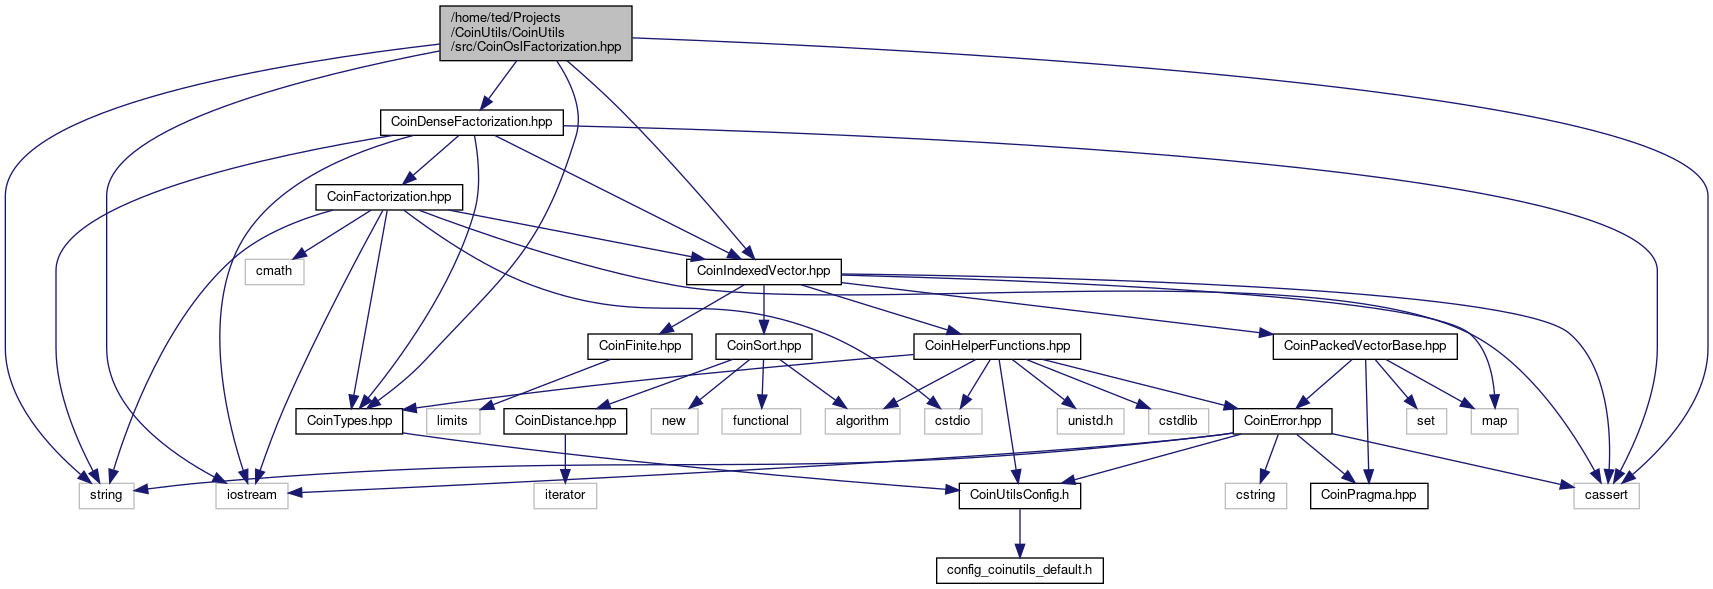 /home/ted/Projects
/CoinUtils/CoinUtils
/src/CoinOslFactorization.hpp
CoinDenseFactorization.hpp
CoinFactorization.hpp
cmath
CoinIndexedVector.hpp
CoinFinite.hpp
CoinSort.hpp
CoinHelperFunctions.hpp
CoinPackedVectorBase.hpp
CoinTypes.hpp
limits
CoinDistance.hpp
new
functional
algorithm
cstdio
unistd.h
cstdlib
CoinError.hpp
set
map
string
iostream
iterator
CoinUtilsConfig.h
cstring
CoinPragma.hpp
cassert
config_coinutils_default.h